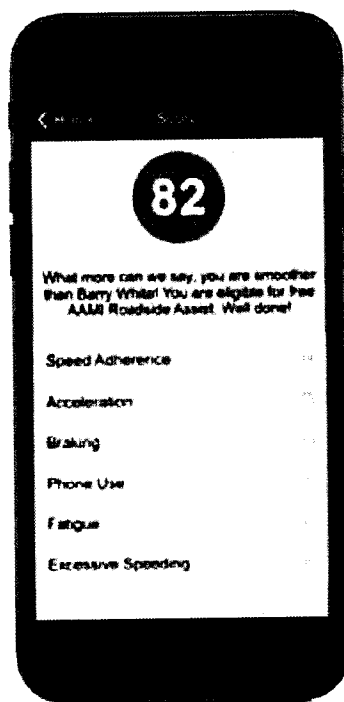 Score
82
What more can we say, you are smoother
than Barry White! You are eligible for free
AAMI Roadside Assist. Well done!
Speed Adherence
Acceleration
Braking
Phone Use
Fatigue
Excessive Speeding